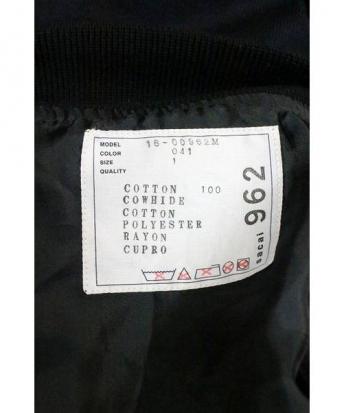 MODEL 16-00962M
COLOR 041
SIZE 1
QUALITY
COTTON 100
COWHIDE
COTTON
POLYESTER
RAYON
CUPRO
sacai 962